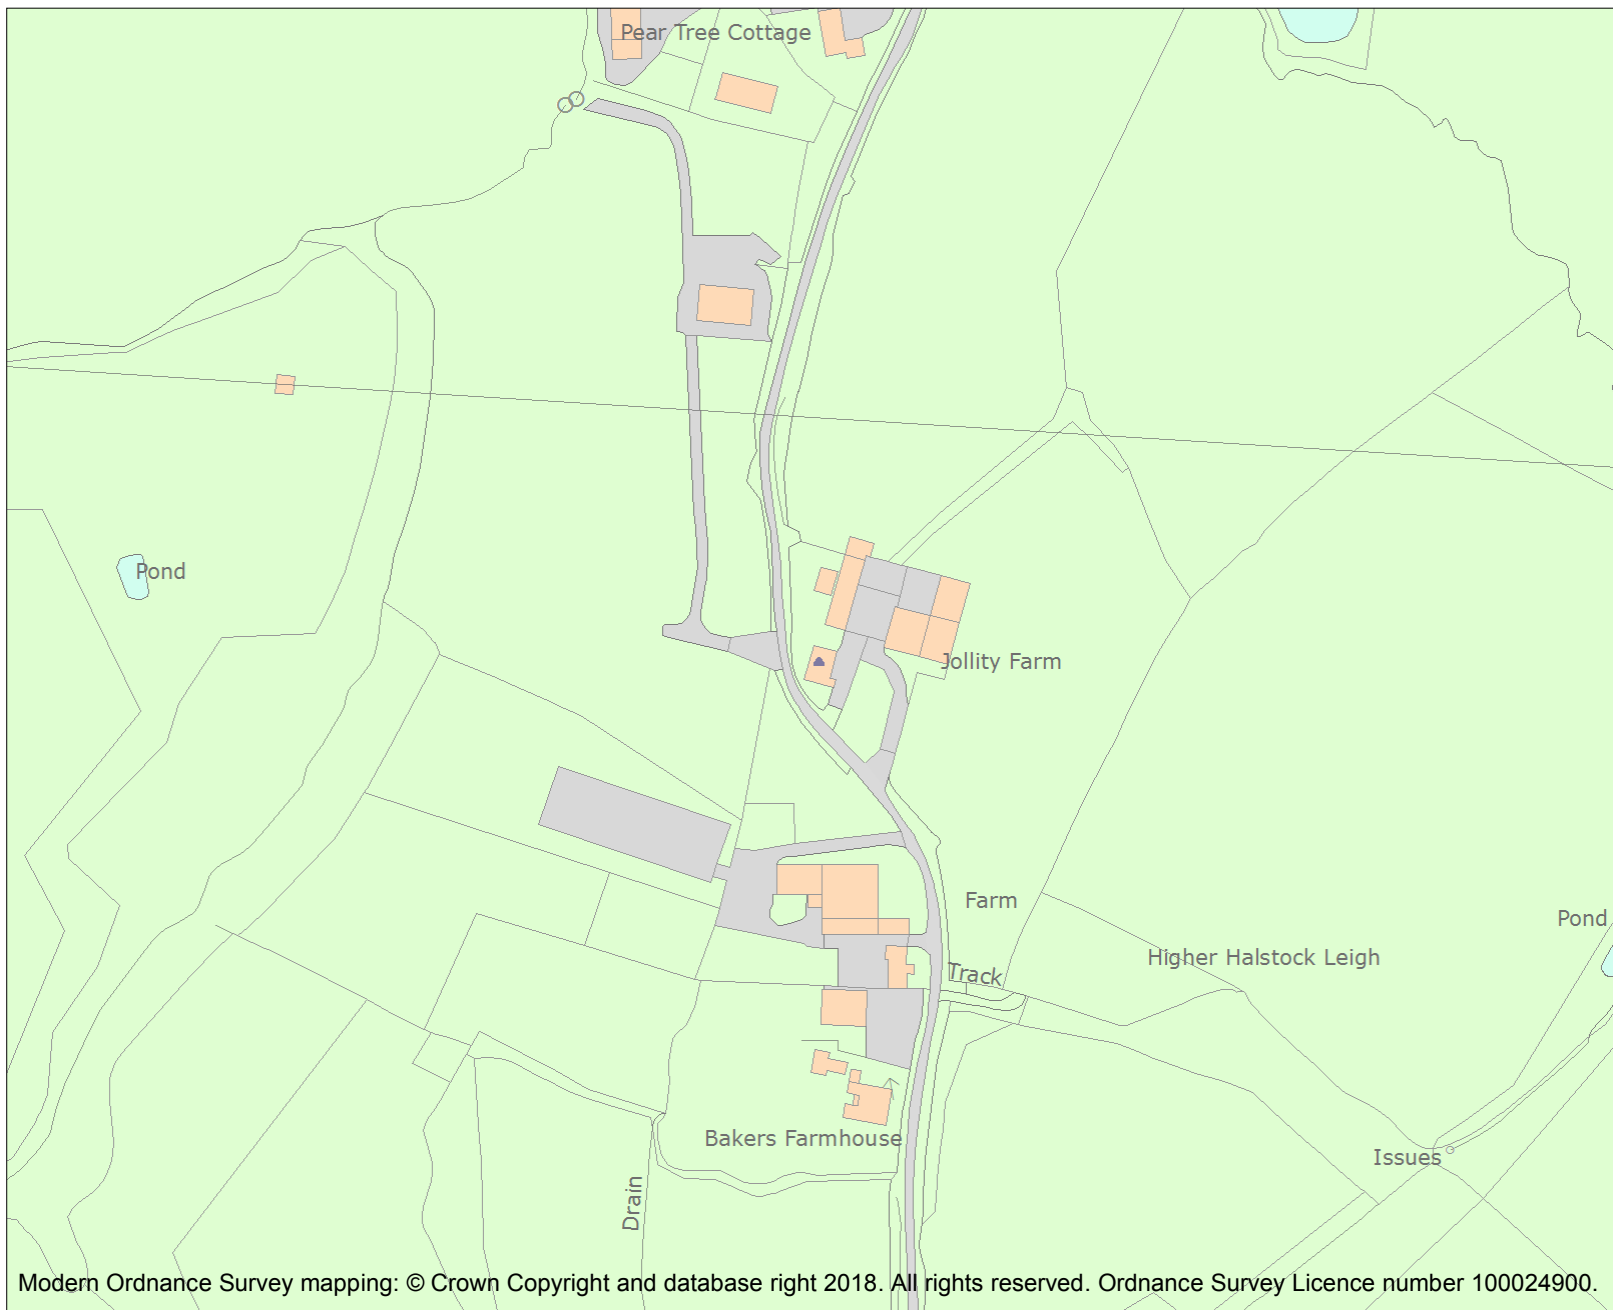 Pear Tree Cottage
Pond
Jollity Farm
Farm
Pond
Higher Halstock Leigh
Track
Bakers Farmhouse
Issues
Drain
Modern Ordnance Survey mapping: © Crown Copyright and database right 2018. All rights reserved. Ordnance Survey Licence number 100024900.